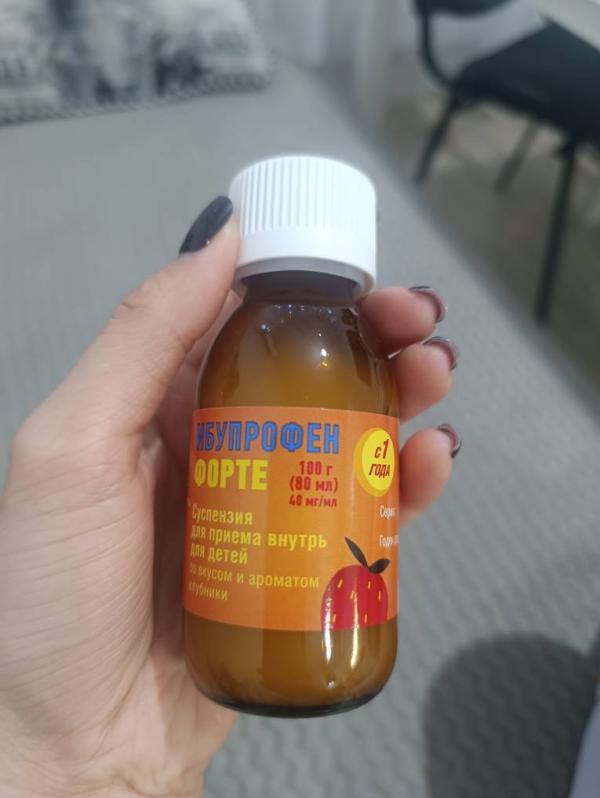 ИБУПРОФЕН
ФОРТЕ
100 г
(80 мл)
40 мг/мл
с 1
ГОДА
Суспензия
для приема внутрь
для детей
со вкусом и ароматом
клубники
Серия